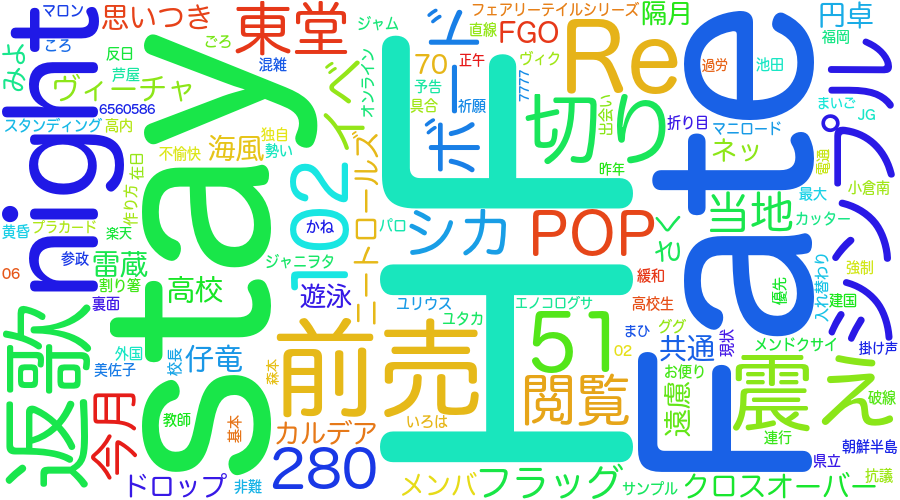 マロン
night
思いつき
東堂
ジャム
直線
フェアリーテイルシリーズ
FGO
隔月
円卓
福岡
ころ
反日
ごろ
混雑
オンライン
イベ
ボード
70
正午
ヴィク
Re
過労
池田
みよ
芦屋
ヴィーチャ
予告
具合
祈願
7777
切り
出会い
まいご
JG
6560586
スタンディング
高内
独自
勢い
stay
HF
Fate
シンプル
折り目
マニロード
ネッ
電通
不愉快
海風
在日
作り方
102
ニートロールズ
昨年
小倉南
最大
プラカード
黄昏
楽天
かね
パロ
シカ
POP
さく
当地
カッター
参政
雷蔵
ジャニヲタ
06
割り箸
高校
遊泳
緩和
強制
裏面
ユリウス
エノコログサ
高校生
優先
入れ替わり
建国
返歌
前売
ユタカ
51
まひ
ググ
現状
メンドクサイ
掛け声
外国
校長
仔竜
02
共通
美佐子
森本
閲覧
お便り
遠慮
震え
破線
今月
教師
基本
いろは
カルデア
連行
朝鮮半島
ドロップ
非難
280
メンバ
フラッグ
サンプル
クロスオーバー
県立
抗議